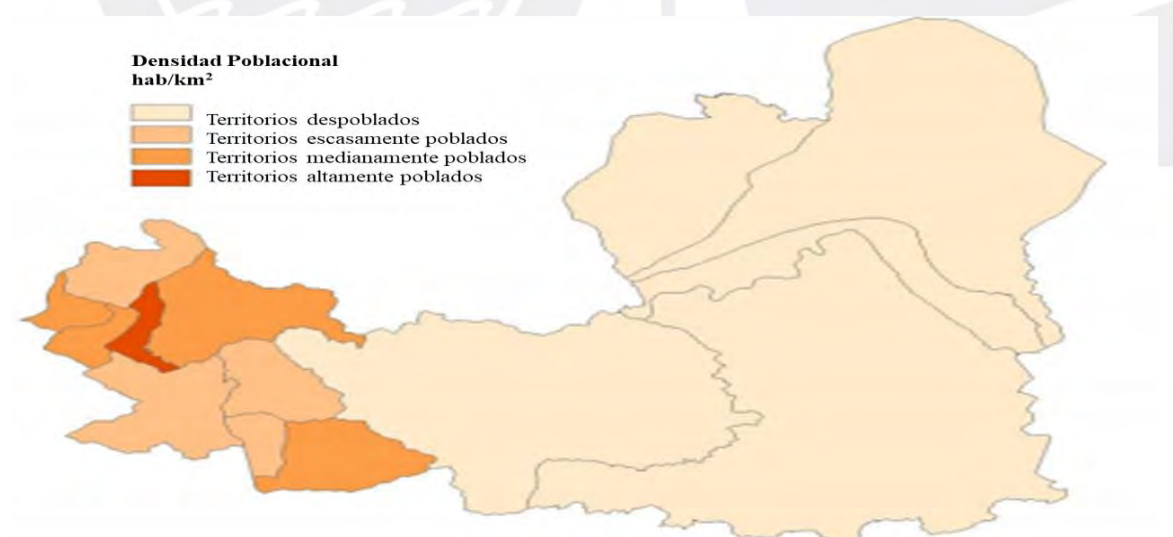 Densidad Poblacional
hab/km²
Territorios despoblados
Territorios escasamente poblados
Territorios medianamente poblados
Territorios altamente poblados